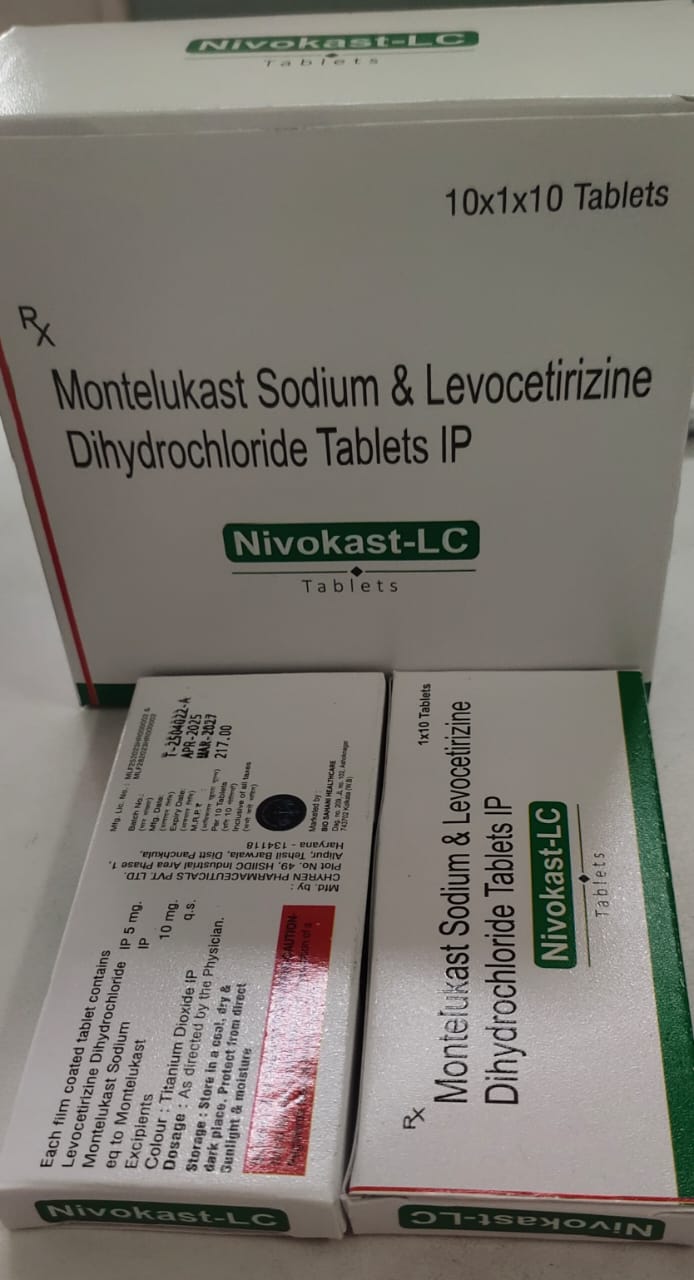 Nivokast-LC
Tablets
10x1x10 Tablets
Rx
Montelukast Sodium & Levocetirizine
Dihydrochloride Tablets IP
Nivokast-LC
Tablets
Each film coated tablet contains
Levocetirizine Dihydrochloride IP 5 mg.
Montelukast Sodium IP
eq to Montelukast 10 mg.
Excipients q.s.
Colour : Titanium Dioxide IP
Dosage : As directed by the Physician.
Storage : Store in a cool, dry &
dark place. Protect from direct
Sunlight & moisture
CAUTION
Mfd. by :
CHYREN PHARMACEUTICALS PVT. LTD.
Plot No. 49, HSIIDC Industrial Area Phase 1,
Alipur, Tehsil Barwala, Distt Panchkula,
Haryana - 134118
Mfg. Lic. No. :
Batch No.: T-2504022-A
Mfg. Date: APR-2025
Expiry Date: MAR-2027
M.R.P. ₹ : 217.00
Per 10 Tablets
Inclusive of all taxes
Marketed by :
BIO SAHANI HEALTHCARE
743702 Kolkata (W.B)
Nivokast-LC
1x10 Tablets
Rx
Montelukast Sodium & Levocetirizine
Dihydrochloride Tablets IP
Nivokast-LC
Tablets
Nivokast-LC